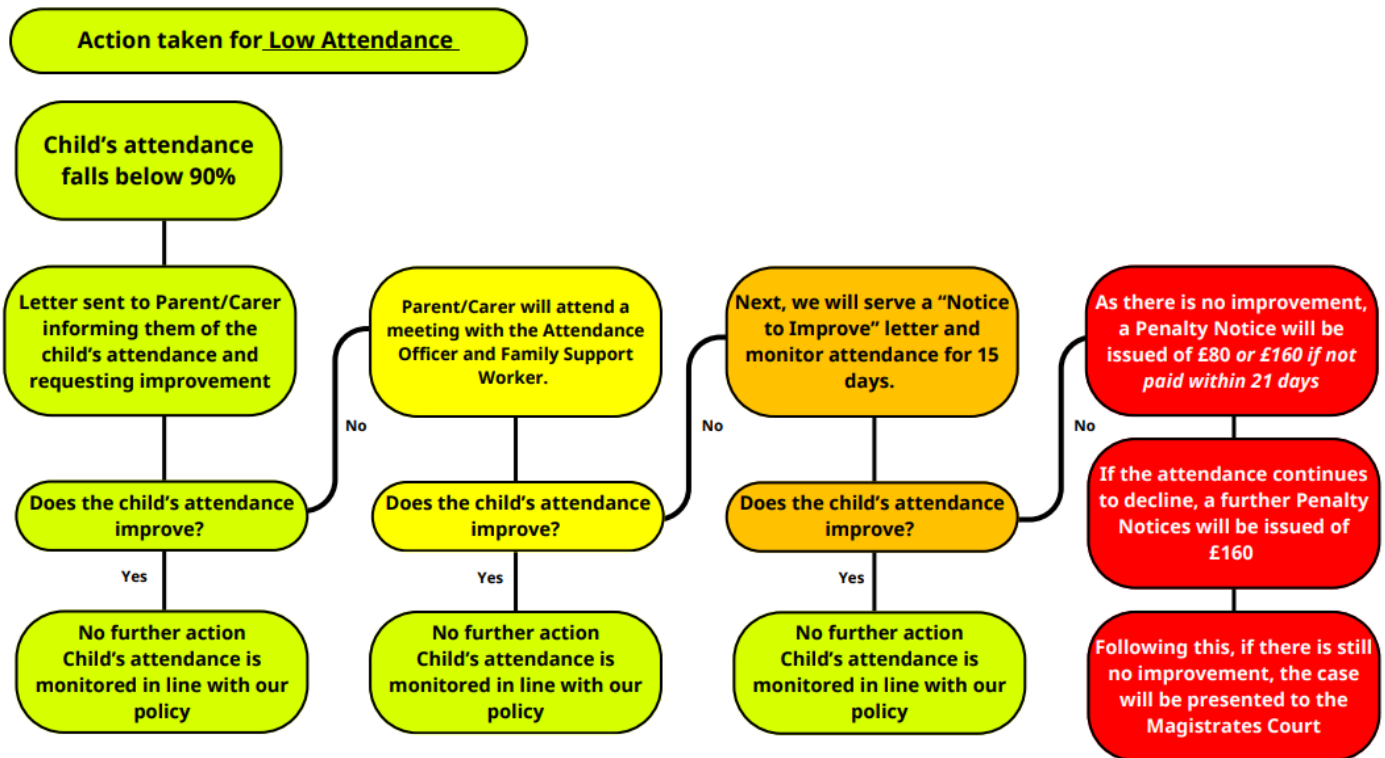 Action taken for Low Attendance
Child’s attendance
falls below 90%
Letter sent to Parent/Carer
informing them of the
child’s attendance and
requesting improvement
Does the child’s attendance
improve?
Yes
No further action
Child’s attendance is
monitored in line with our
policy
No
Parent/Carer will attend a
meeting with the Attendance
Officer and Family Support
Worker.
Does the child’s attendance
improve?
Yes
No further action
Child’s attendance is
monitored in line with our
policy
No
Next, we will serve a “Notice
to Improve” letter and
monitor attendance for 15
days.
Does the child’s attendance
improve?
Yes
No further action
Child’s attendance is
monitored in line with our
policy
No
As there is no improvement,
a Penalty Notice will be
issued of £80 or £160 if not
paid within 21 days
If the attendance continues
to decline, a further Penalty
Notices will be issued of
£160
Following this, if there is still
no improvement, the case
will be presented to the
Magistrates Court